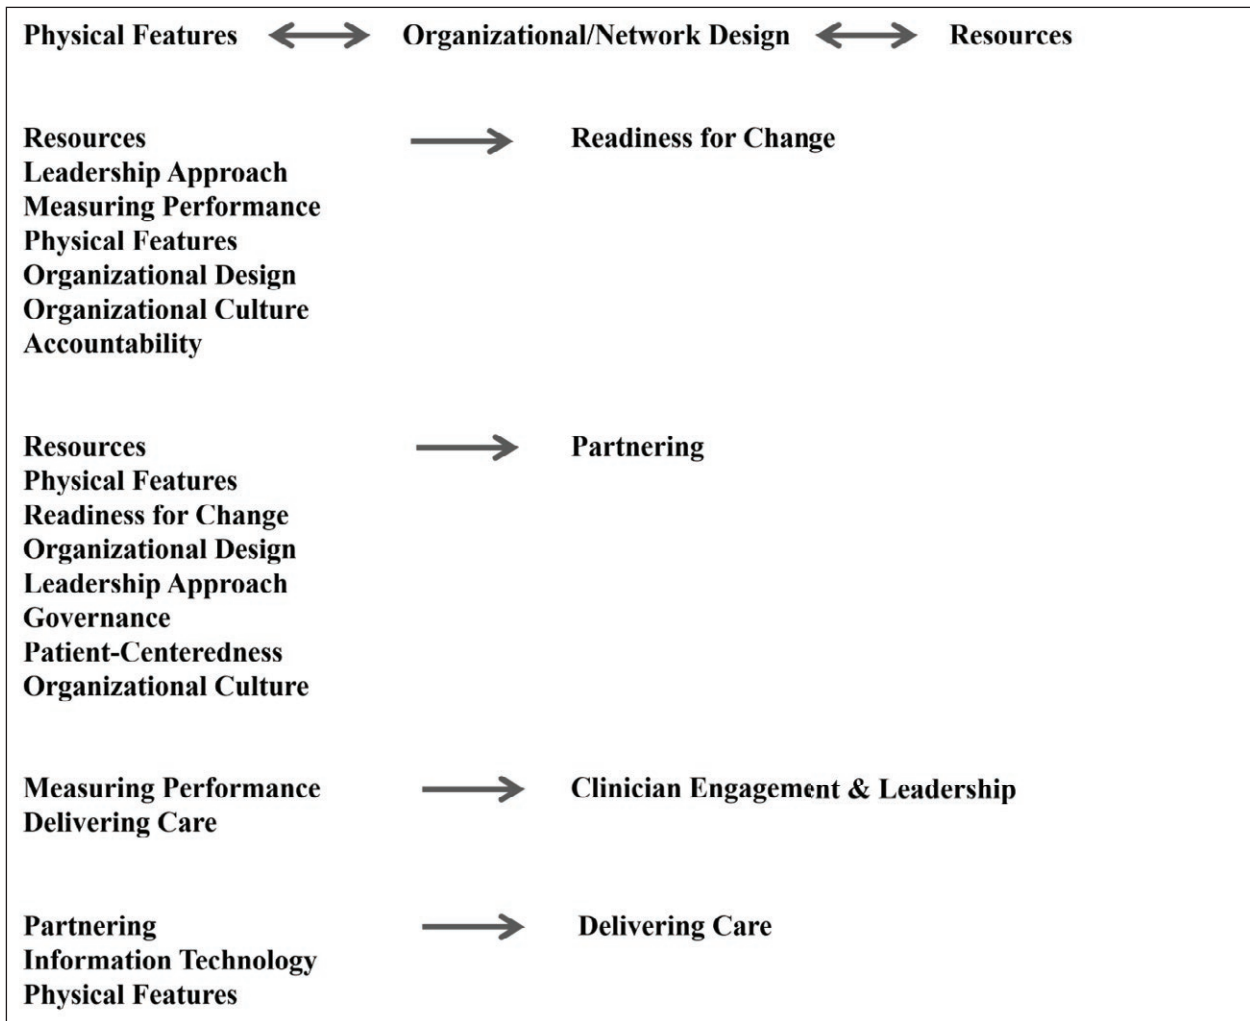 Physical Features Organizational/Network Design Resources
Resources Readiness for Change
Leadership Approach
Measuring Performance
Physical Features
Organizational Design
Organizational Culture
Accountability
Resources Partnering
Physical Features
Readiness for Change
Organizational Design
Leadership Approach
Governance
Patient-Centeredness
Organizational Culture
Measuring Performance Clinician Engagement & Leadership
Delivering Care
Partnering Delivering Care
Information Technology
Physical Features